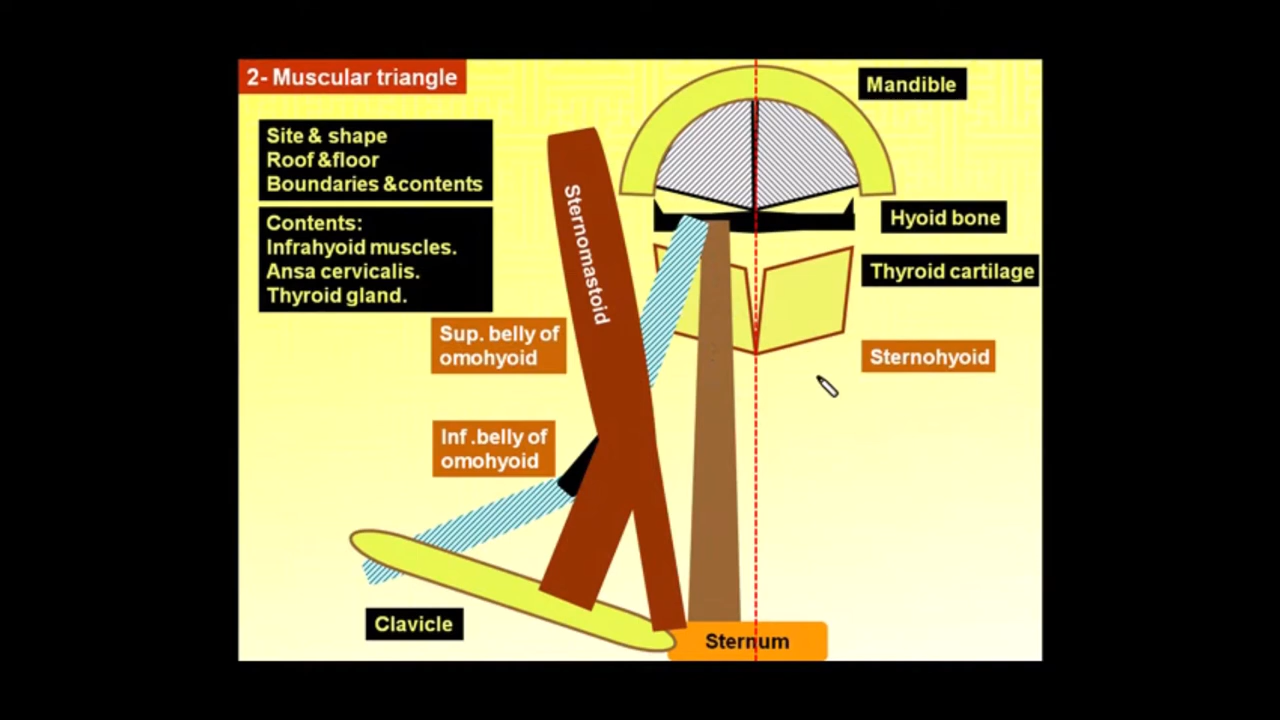 2- Muscular triangle
Site & shape
Roof &floor
Boundaries &contents
Contents:
Infrahyoid muscles.
Ansa cervicalis.
Thyroid gland.
Sup. belly of
omohyoid
Inf .belly of
omohyoid
Clavicle
Sternomastoid
Mandible
Hyoid bone
Thyroid cartilage
Sternohyoid
Sternum